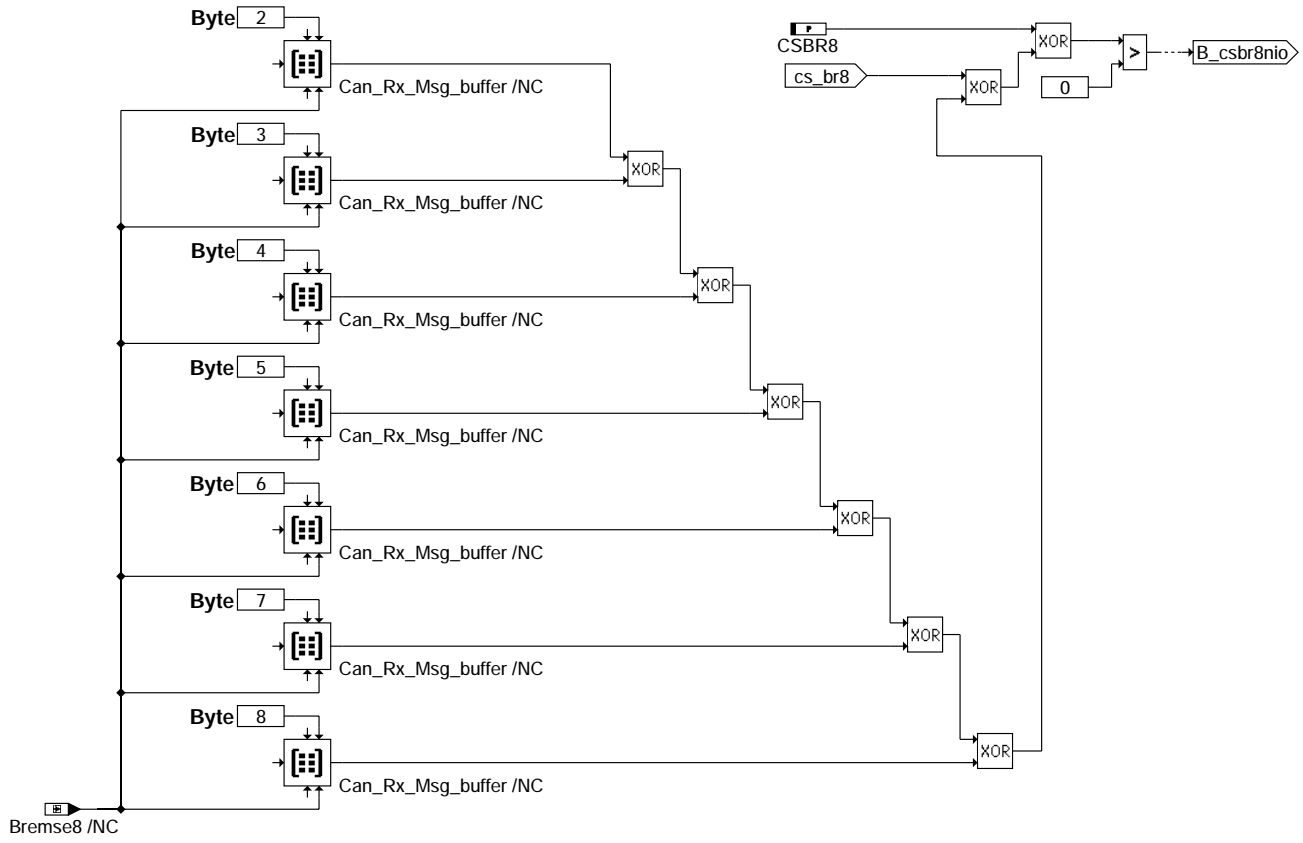 Byte 2
Can_Rx_Msg_buffer /NC
P
CSBR8
XOR
>
B_csbr8nio
cs_br8
XOR
0
Byte 3
XOR
Can_Rx_Msg_buffer /NC
Byte 4
XOR
Can_Rx_Msg_buffer /NC
Byte 5
XOR
Can_Rx_Msg_buffer /NC
Byte 6
XOR
Can_Rx_Msg_buffer /NC
Byte 7
XOR
Can_Rx_Msg_buffer /NC
Byte 8
XOR
Can_Rx_Msg_buffer /NC
Bremse8 /NC